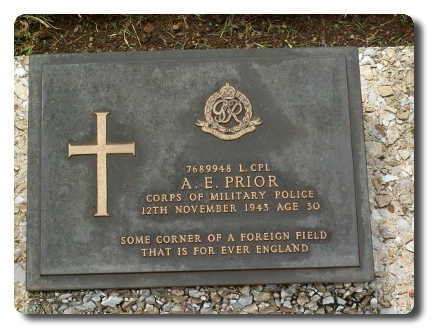 GR
7689948 L.CPL
A. E. PRIOR
CORPS OF MILITARY POLICE
12TH NOVEMBER 1943 AGE 30
SOME CORNER OF A FOREIGN FIELD
THAT IS FOR EVER ENGLAND